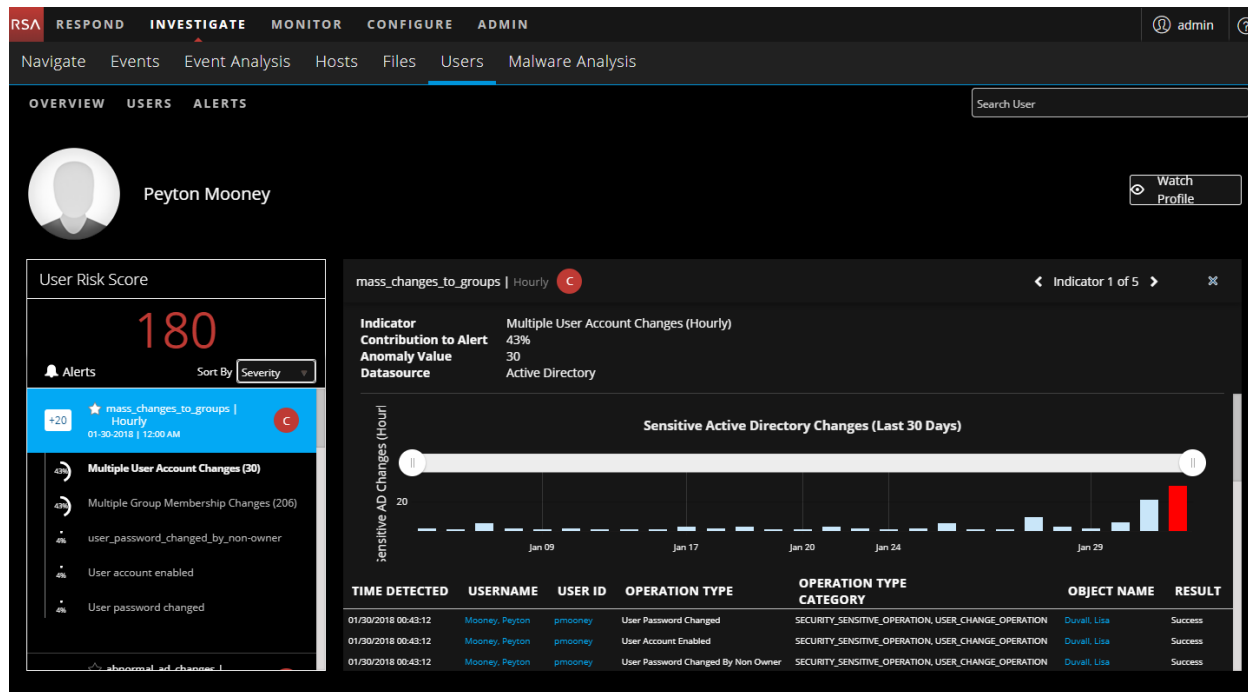 RSA RESPOND INVESTIGATE MONITOR CONFIGURE ADMIN admin ?
Navigate Events Event Analysis Hosts Files Users Malware Analysis
OVERVIEW USERS ALERTS Search User
Peyton Mooney
Watch
Profile
User Risk Score
180
Alerts Sort By Severity
+20
mass_changes_to_groups |
Hourly
01-30-2018 | 12:00 AM
C
43% Multiple User Account Changes (30)
43% Multiple Group Membership Changes (206)
4% user_password_changed_by_non-owner
4% User account enabled
4% User password changed
abnormal_ad_changes |
mass_changes_to_groups | Hourly C Indicator 1 of 5
Indicator Multiple User Account Changes (Hourly)
Contribution to Alert 43%
Anomaly Value 30
Datasource Active Directory
Sensitive Active Directory Changes (Last 30 Days)
Sensitive AD Changes (Hourl
20
Jan 09 Jan 17 Jan 20 Jan 24 Jan 29
TIME DETECTED USERNAME USER ID OPERATION TYPE OPERATION TYPE CATEGORY OBJECT NAME RESULT
01/30/2018 00:43:12 Mooney, Peyton pmooney User Password Changed SECURITY_SENSITIVE_OPERATION, USER_CHANGE_OPERATION Duvall, Lisa Success
01/30/2018 00:43:12 Mooney, Peyton pmooney User Account Enabled SECURITY_SENSITIVE_OPERATION, USER_CHANGE_OPERATION Duvall, Lisa Success
01/30/2018 00:43:12 Mooney, Peyton pmooney User Password Changed By Non Owner SECURITY_SENSITIVE_OPERATION, USER_CHANGE_OPERATION Duvall, Lisa Success